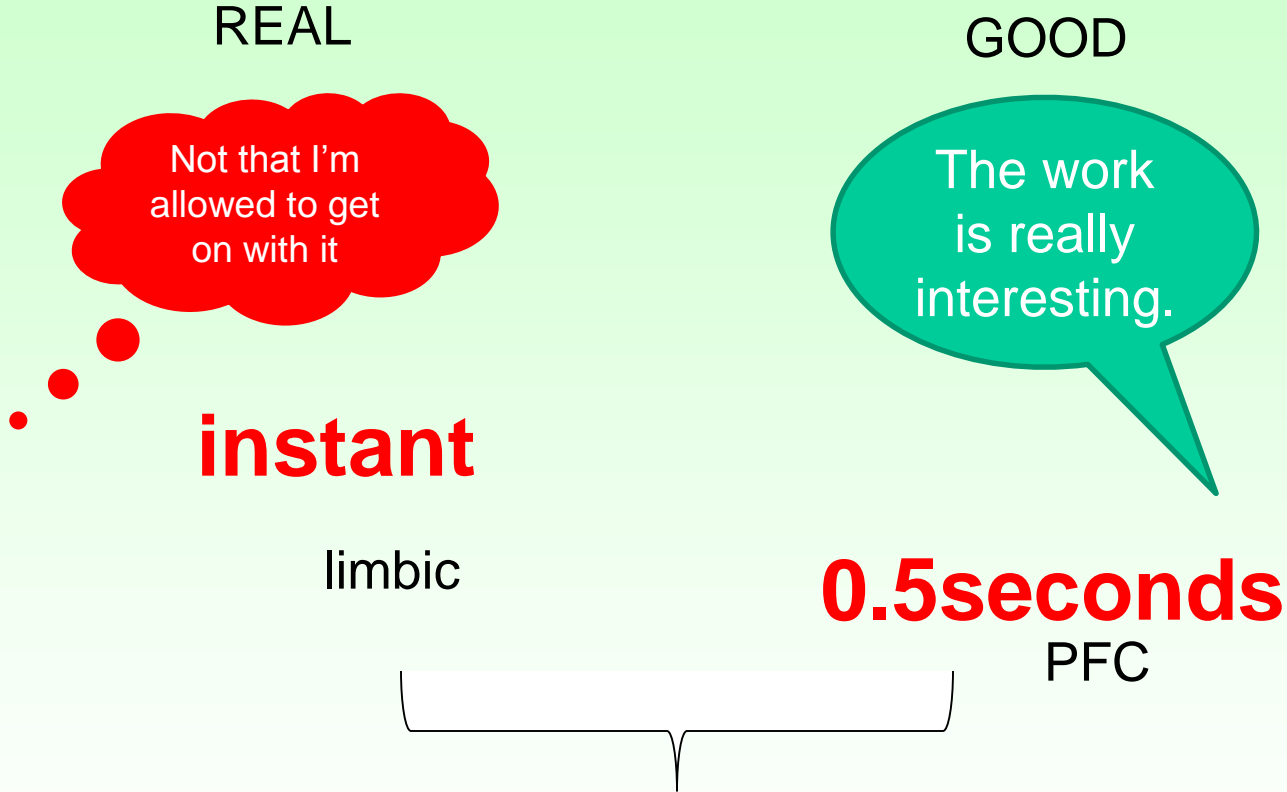 REAL
GOOD
Not that I’m
allowed to get
on with it
The work
is really
interesting.
instant
limbic
0.5seconds
PFC